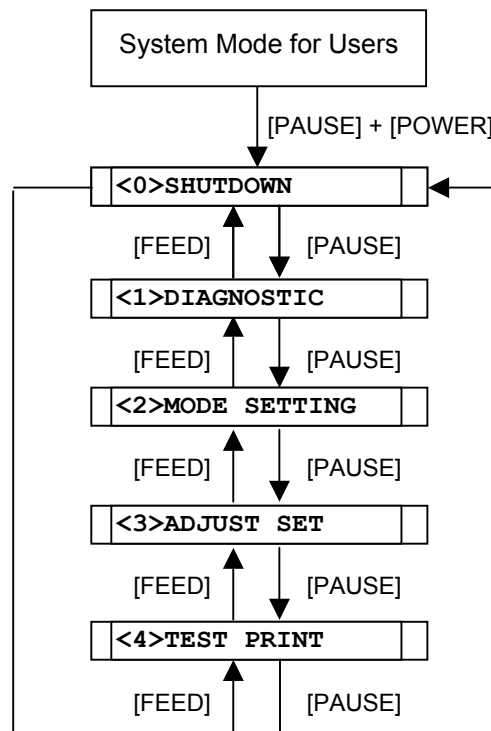 System Mode for Users
[PAUSE] + [POWER]
<0>SHUTDOWN
[FEED] [PAUSE]
<1>DIAGNOSTIC
[FEED] [PAUSE]
<2>MODE SETTING
[FEED] [PAUSE]
<3>ADJUST SET
[FEED] [PAUSE]
<4>TEST PRINT
[FEED] [PAUSE]